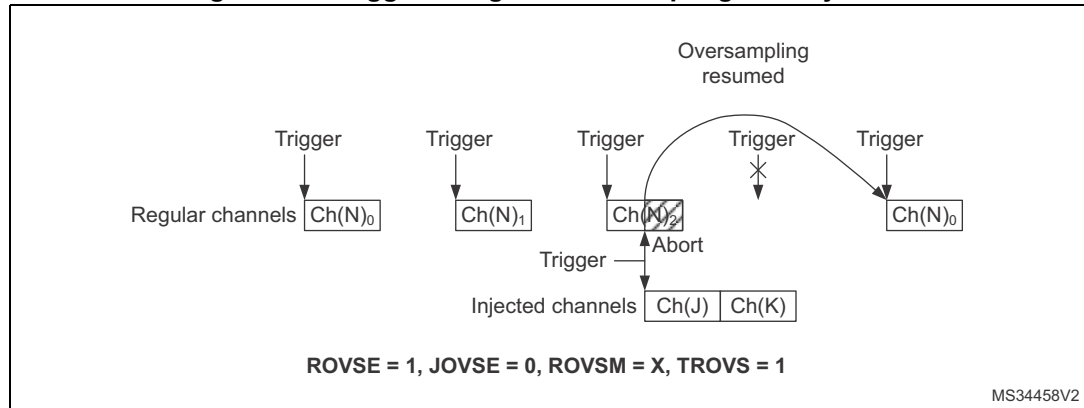 Oversampling
resumed
Trigger Trigger Trigger Trigger Trigger
Regular channels Ch(N)₀ Ch(N)₁ Ch(N)₂ Ch(N)₀
Abort
Trigger
Injected channels Ch(J) Ch(K)
ROVSE = 1, JOVSE = 0, ROVSM = X, TROVS = 1
MS34458V2